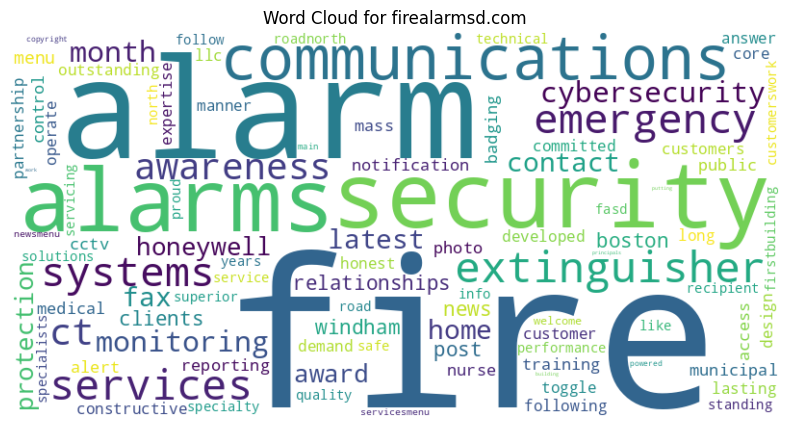 Word Cloud for firealarmsd.com
copyright
follow
roadnorth
technical
answer
menu
month
llc
communications
core
outstanding
alarm
cybersecurity
partnership
control
operate
north
expertise
manner
mass
badging
emergency
customerswork
main
committed
customers
awareness
notification
contact
public
work
alarms
security
servicing
proud
porting
fasd
newsmenu
honeywell
latest
photo
developed
boston
long
firstbuilding
cctv
solutions
years
honest
extinguisher
principals
systems
service
relationships
recipient
design
protection
medical
fax
superior
road
info
news
like
access
specialists
clients
windham
home
welcome
customer
ct
monitoring
demand
safe
post
performance
powered
municipal
alert
reporting
award
nurse
training
building
services
quality
toggle
lasting
constructive
specialty
servicesmenu
following
standing
fire